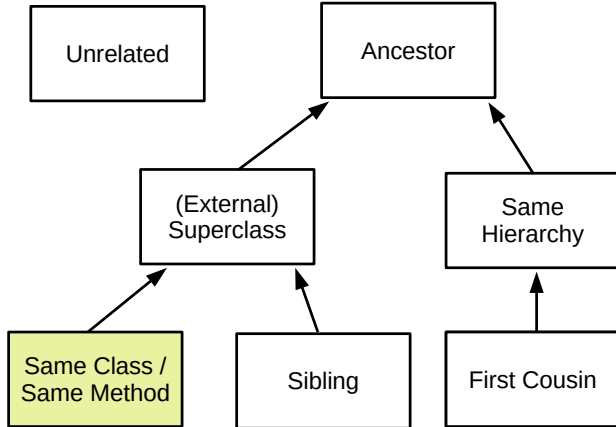 Unrelated
Ancestor
(External)
Superclass
Same
Hierarchy
Same Class /
Same Method
Sibling
First Cousin